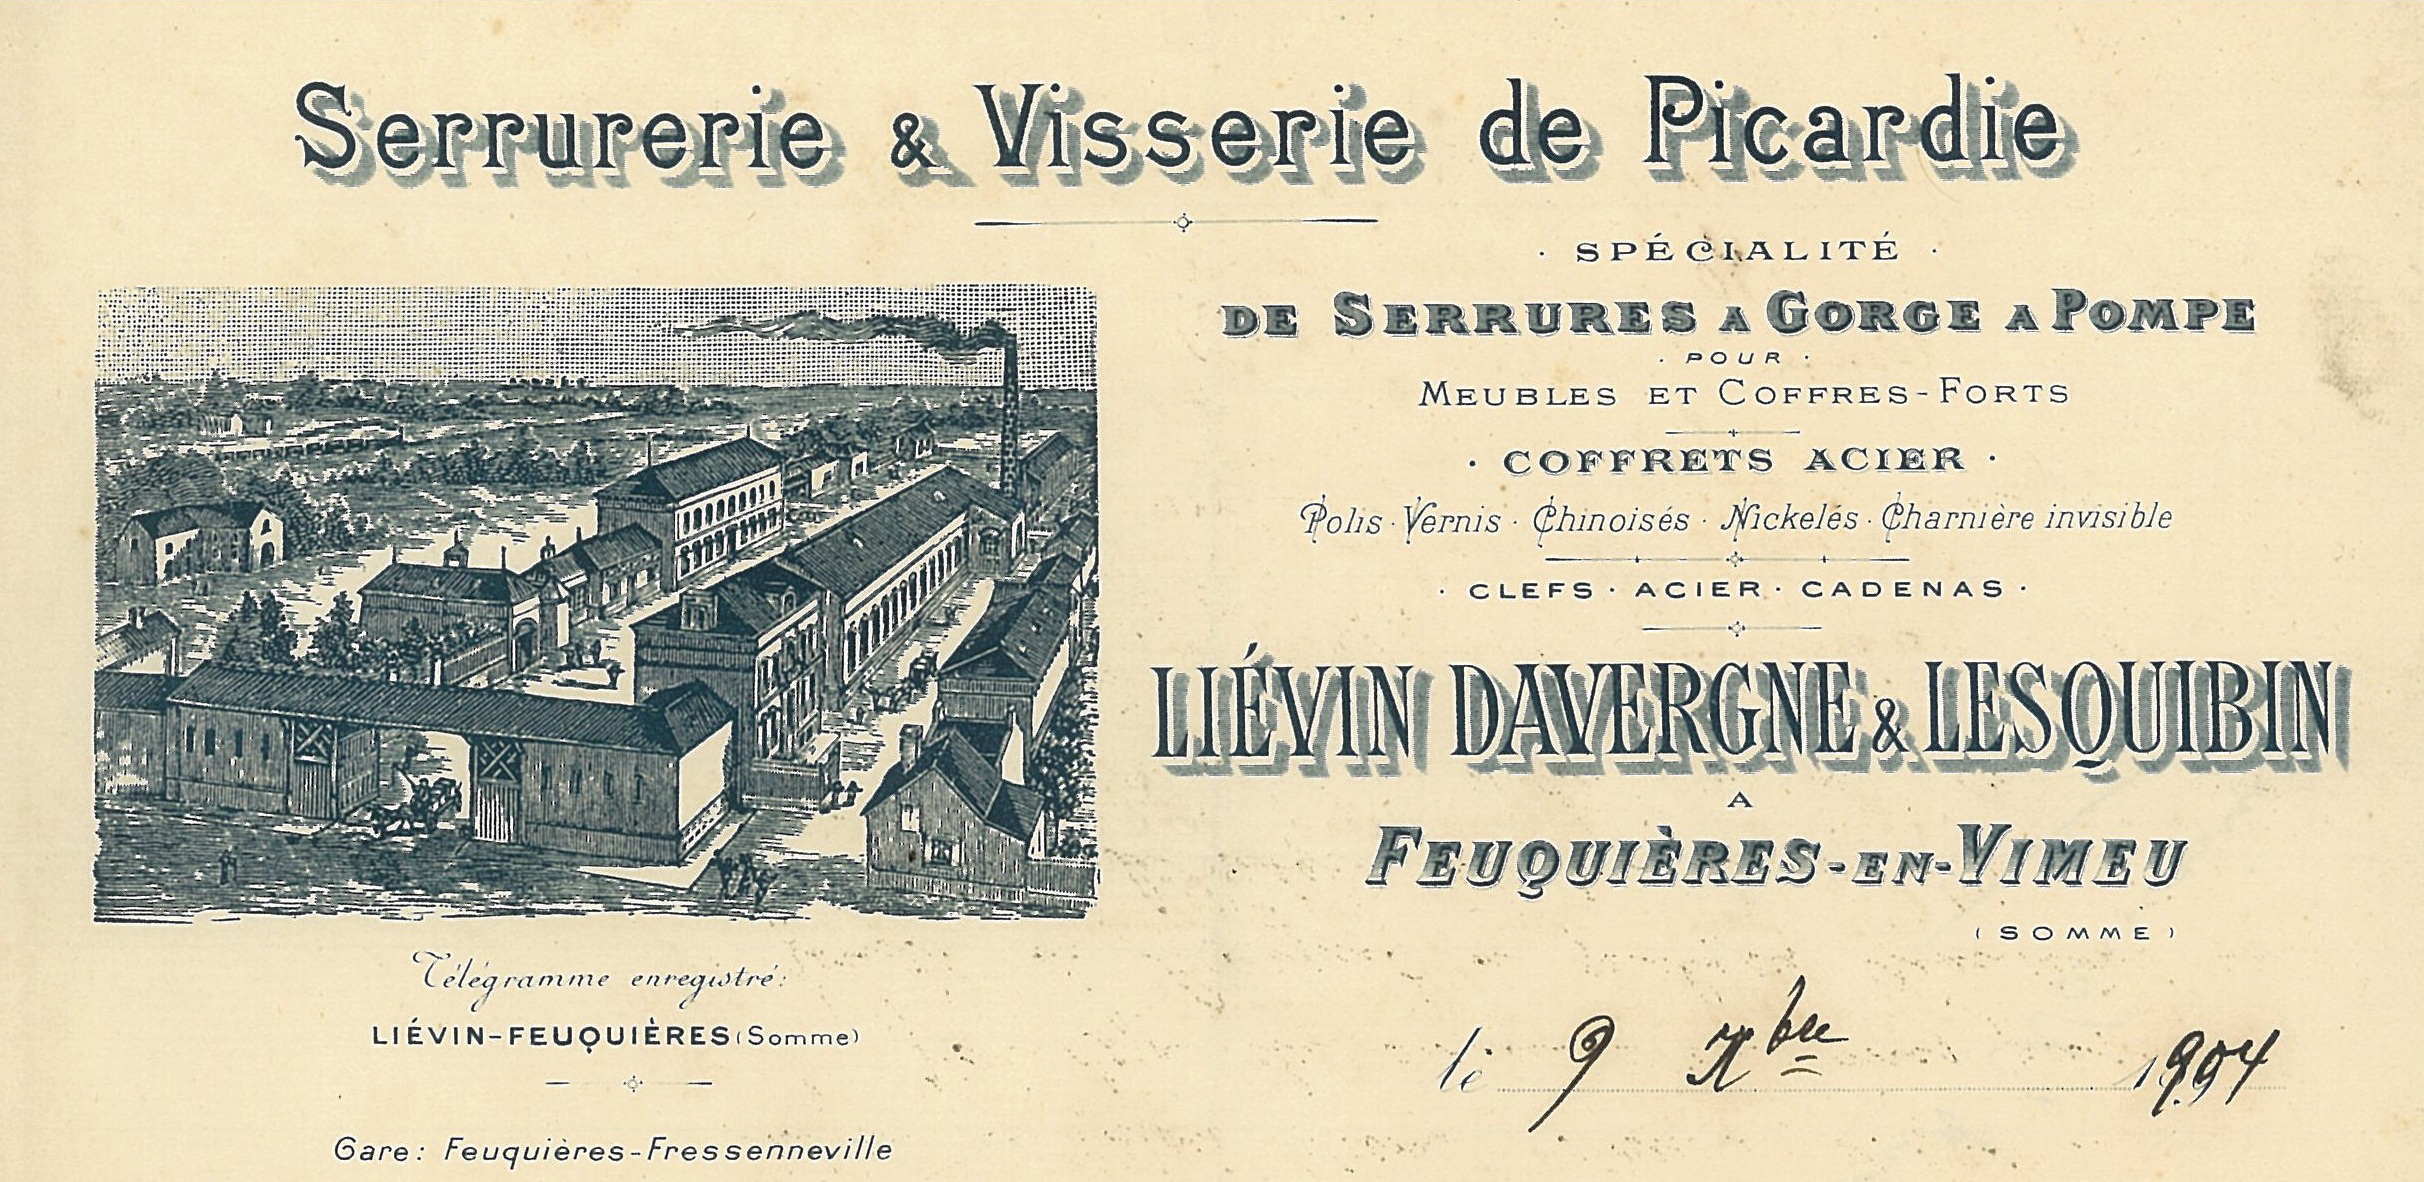 Serrurerie & Visserie de Picardie
· SPÉCIALITÉ ·
DE SERRURES A GORGE A POMPE
· POUR ·
MEUBLES ET COFFRES-FORTS
· COFFRETS ACIER ·
Polis · Vernis · Chinoisés · Nickelés · Charnière invisible
· CLEFS · ACIER · CADENAS ·
LIÉVIN DAVERGNE & LESQUIBIN
A
FEUQUIÈRES-EN-VIMEU
(SOMME)
Télégramme enregistré:
LIÉVIN-FEUQUIÈRES (Somme)
Gare: Feuquières-Fressenneville
le 9 Xbre 1904